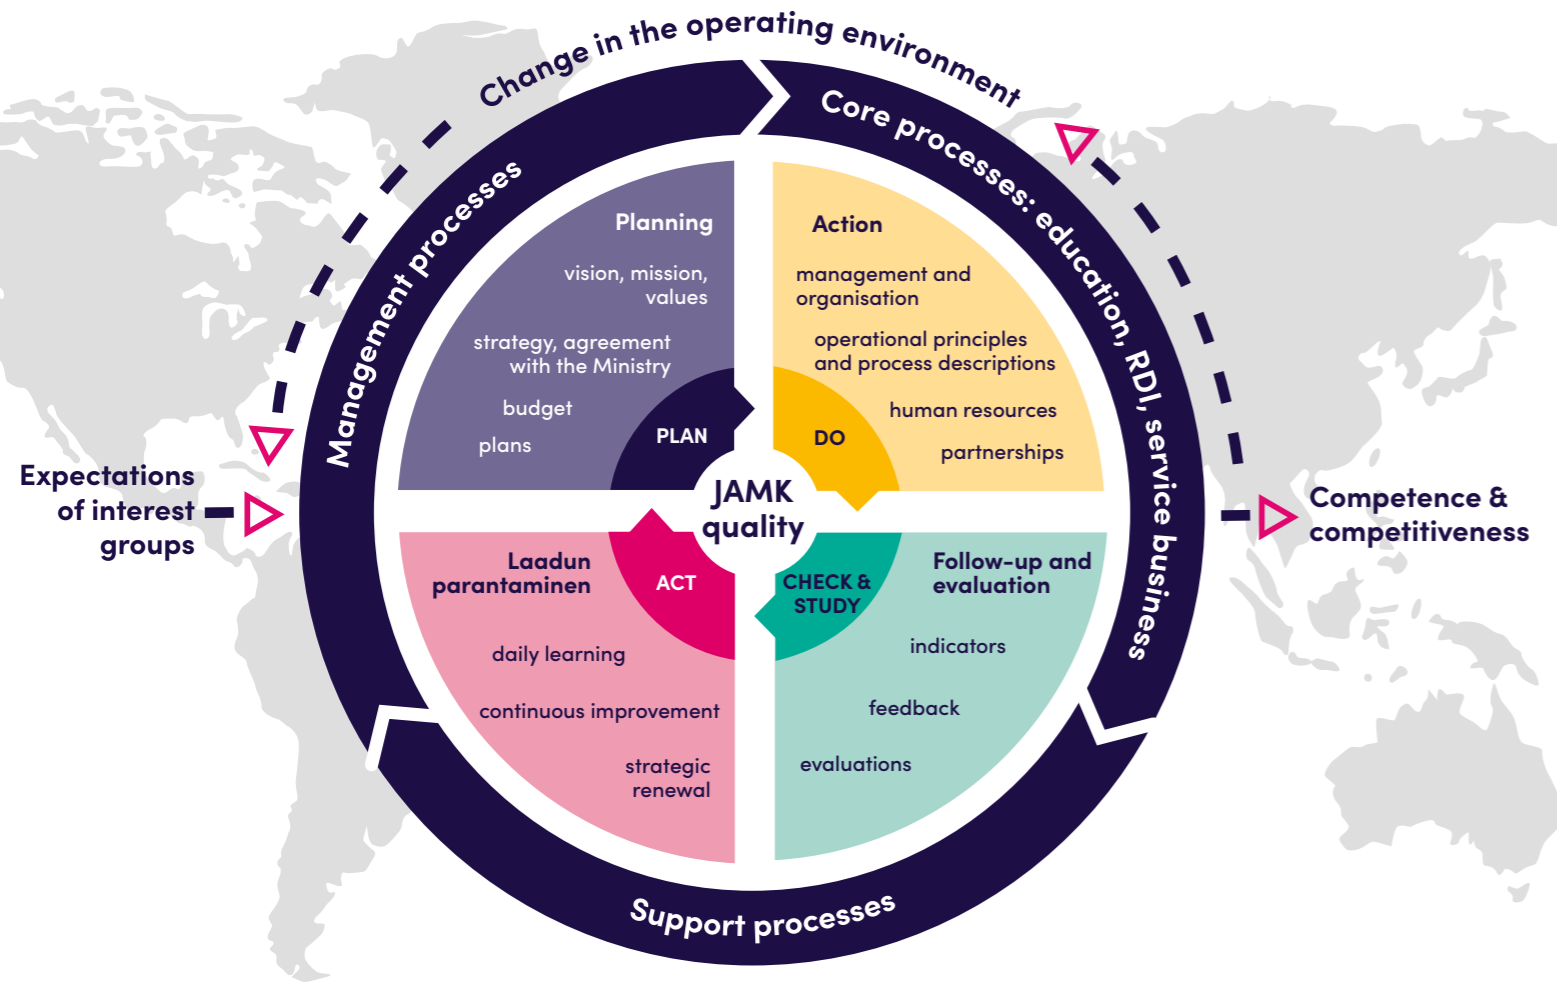 Change in the operating environment
Management processes
Core processes: education, RDI, service business
Support processes
Expectations
of interest
groups
Competence &
competitiveness
Planning
vision, mission,
values
strategy, agreement
with the Ministry
budget
plans
PLAN
Action
management and
organisation
operational principles
and process descriptions
human resources
partnerships
DO
JAMK
quality
Laadun
parantaminen
daily learning
continuous improvement
strategic
renewal
ACT
CHECK &
STUDY
Follow-up and
evaluation
indicators
feedback
evaluations